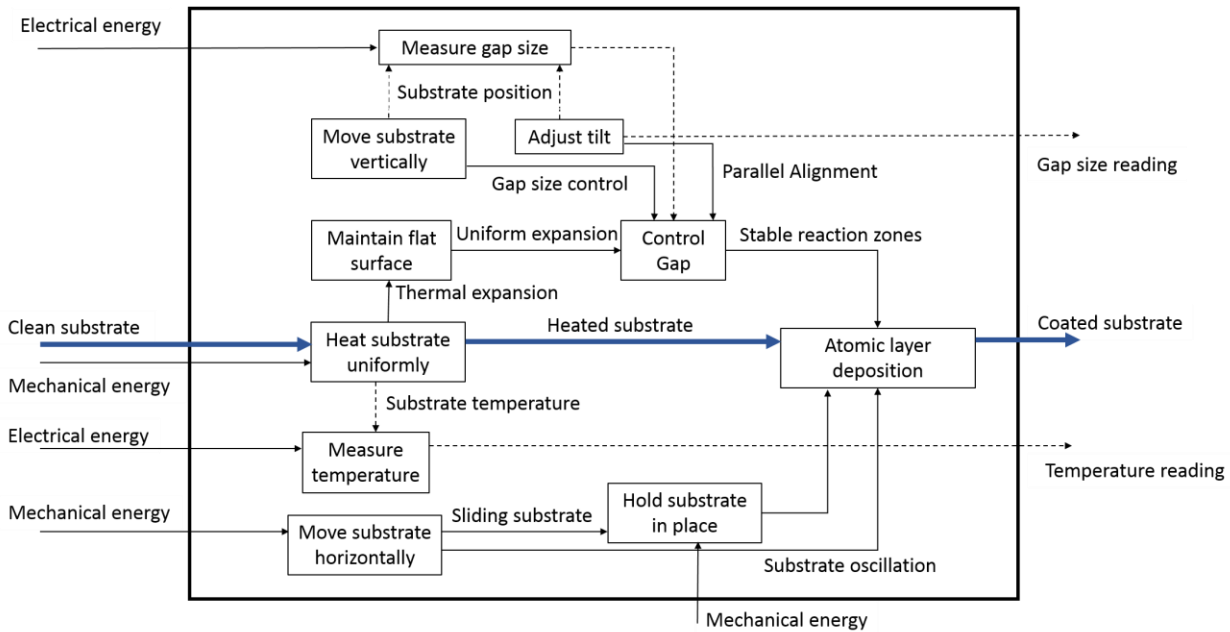 Electrical energy
Measure gap size
Substrate position
Move substrate
vertically
Adjust tilt
Gap size reading
Gap size control
Parallel Alignment
Maintain flat
surface
Uniform expansion
Control
Gap
Stable reaction zones
Thermal expansion
Clean substrate
Heat substrate
uniformly
Heated substrate
Atomic layer
deposition
Coated substrate
Mechanical energy
Substrate temperature
Electrical energy
Measure
temperature
Temperature reading
Mechanical energy
Move substrate
horizontally
Sliding substrate
Hold substrate
in place
Substrate oscillation
Mechanical energy